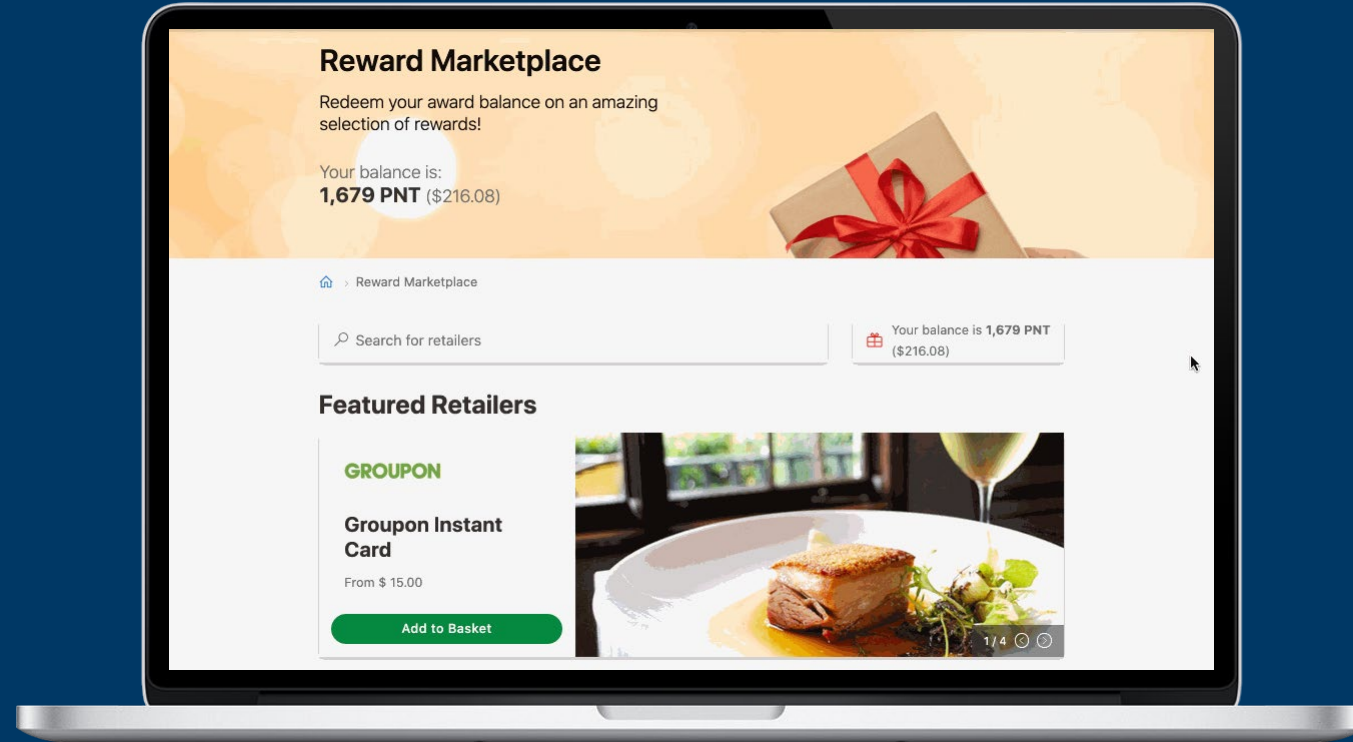 Reward Marketplace
Redeem your award balance on an amazing
selection of rewards!
Your balance is:
1,679 PNT ($216.08)
Reward Marketplace
Search for retailers
Your balance is 1,679 PNT
($216.08)
Featured Retailers
GROUPON
Groupon Instant
Card
From $ 15.00
Add to Basket
1 / 4